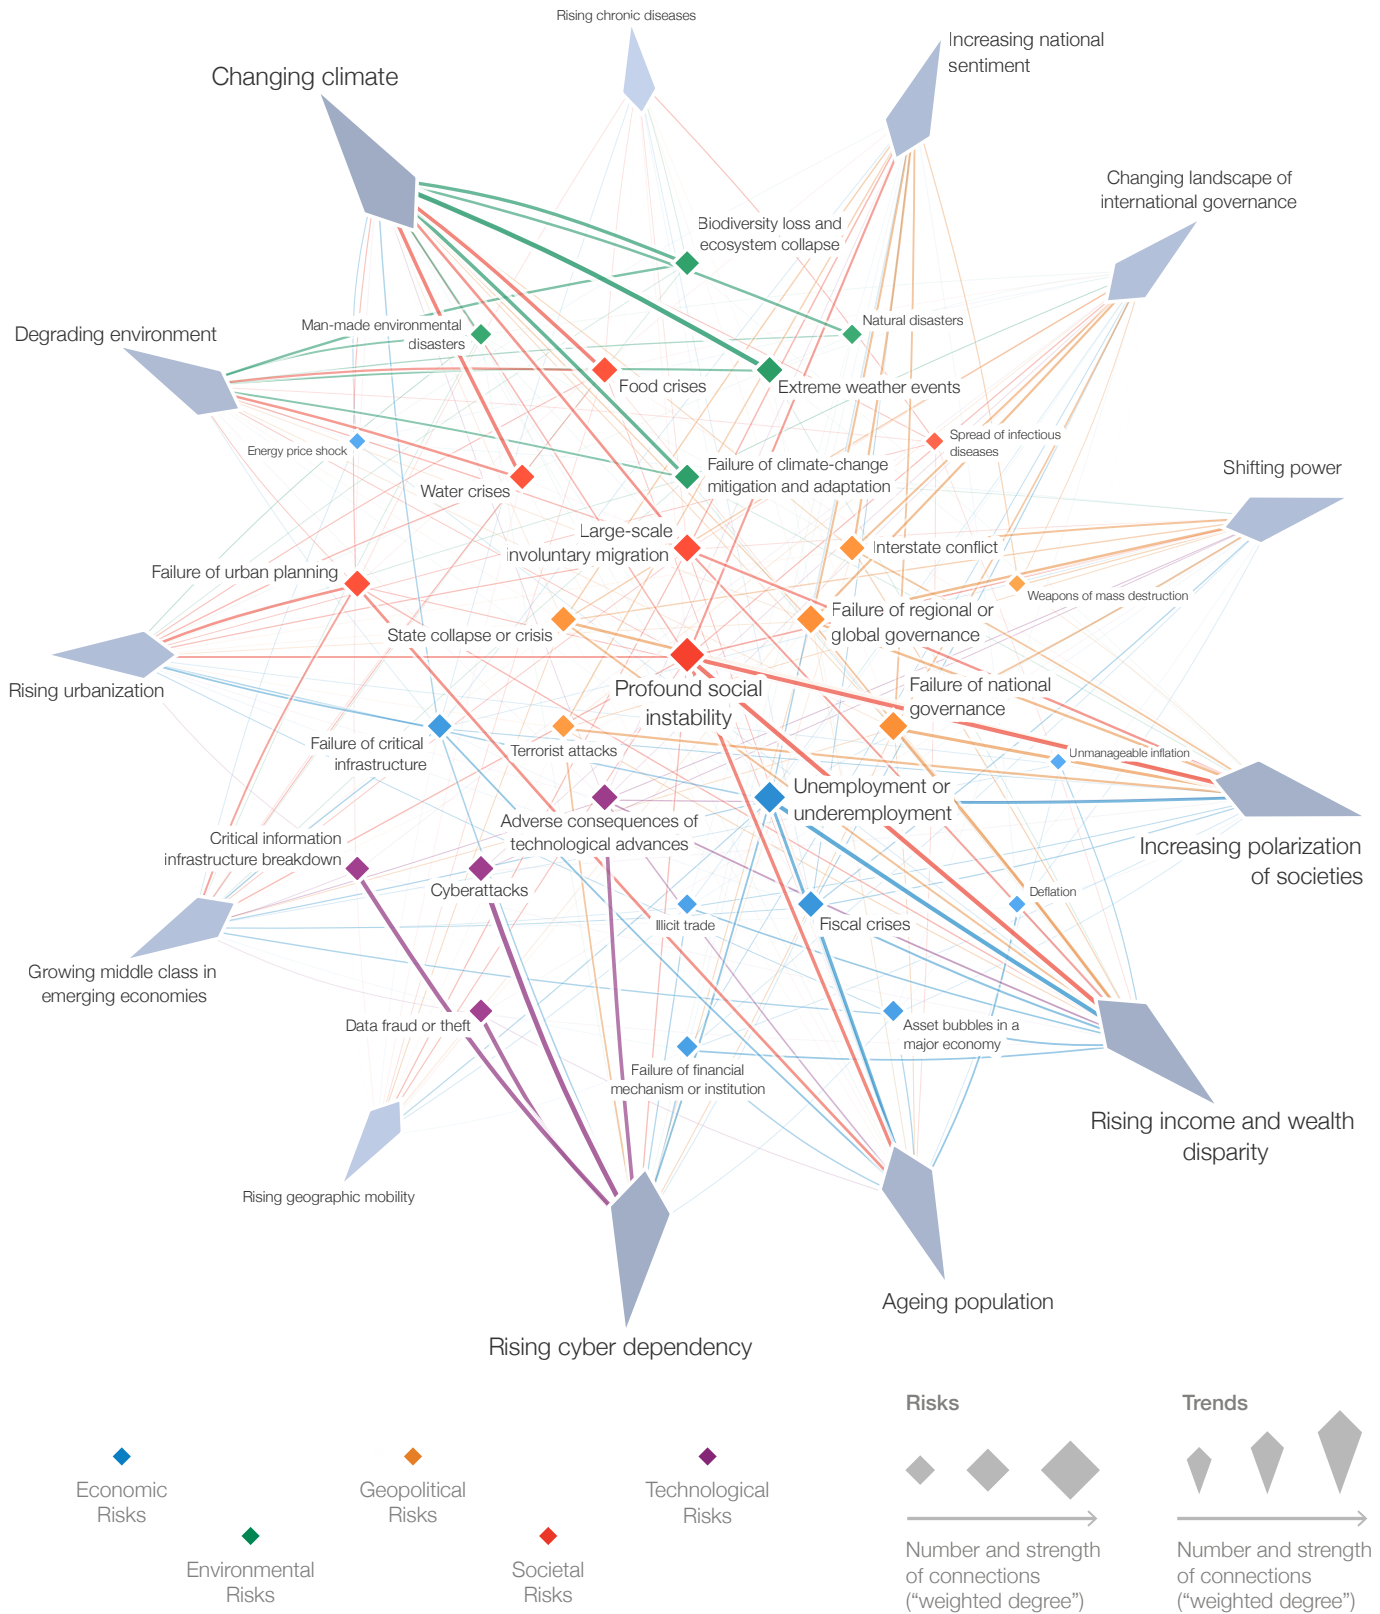 Rising chronic diseases
Increasing national
sentiment
Changing climate
Changing landscape of
international governance
Biodiversity loss and
ecosystem collapse
Degrading environment
Man-made environmental
disasters
Natural disasters
Food crises
Extreme weather events
Energy price shock
Spread of infectious
diseases
Water crises
Failure of climate-change
mitigation and adaptation
Shifting power
Large-scale
involuntary migration
Interstate conflict
Failure of urban planning
Weapons of mass destruction
State collapse or crisis
Failure of regional or
global governance
Rising urbanization
Profound social
instability
Failure of national
governance
Failure of critical
infrastructure
Terrorist attacks
Unmanageable inflation
Unemployment or
underemployment
Adverse consequences of
technological advances
Critical information
infrastructure breakdown
Increasing polarization
of societies
Cyberattacks
Deflation
Illicit trade
Fiscal crises
Growing middle class in
emerging economies
Data fraud or theft
Asset bubbles in a
major economy
Failure of financial
mechanism or institution
Rising income and wealth
disparity
Rising geographic mobility
Ageing population
Rising cyber dependency
Economic
Risks
Geopolitical
Risks
Technological
Risks
Environmental
Risks
Societal
Risks
Risks
Number and strength
of connections
(“weighted degree”)
Trends
Number and strength
of connections
(“weighted degree”)